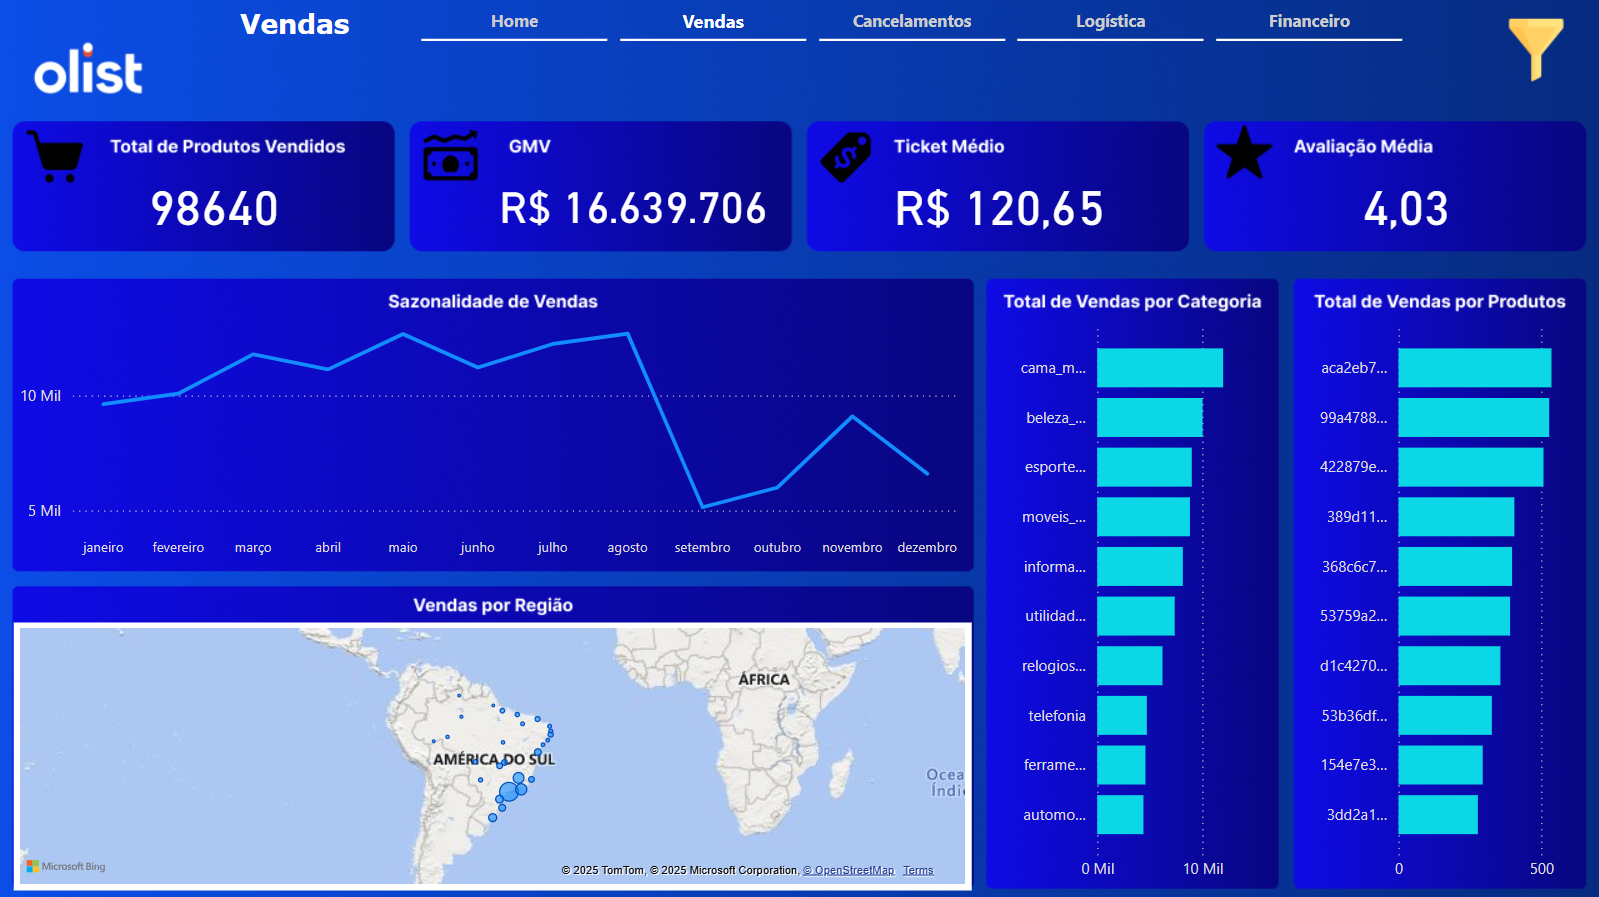 Vendas
Home
Vendas
Cancelamentos
Logística
Financeiro
olist
Total de Produtos Vendidos
98640
GMV
R$ 16.639.706
Ticket Médio
R$ 120,65
Avaliação Média
4,03
Sazonalidade de Vendas
10 Mil
5 Mil
janeiro fevereiro março abril maio junho julho agosto setembro outubro novembro dezembro
Vendas por Região
ÁFRICA
AMÉRICA DO SUL
Ocea
Índi
Microsoft Bing
© 2025 TomTom, © 2025 Microsoft Corporation, © OpenStreetMap Terms
Total de Vendas por Categoria
cama_m...
beleza_...
esporte...
moveis_...
informa...
utilidad...
relogios...
telefonia
ferrame...
automo...
0 Mil 10 Mil
Total de Vendas por Produtos
aca2eb7...
99a4788...
422879e...
389d11...
368c6c7...
53759a2...
d1c4270...
53b36df...
154e7e3...
3dd2a1...
0 500